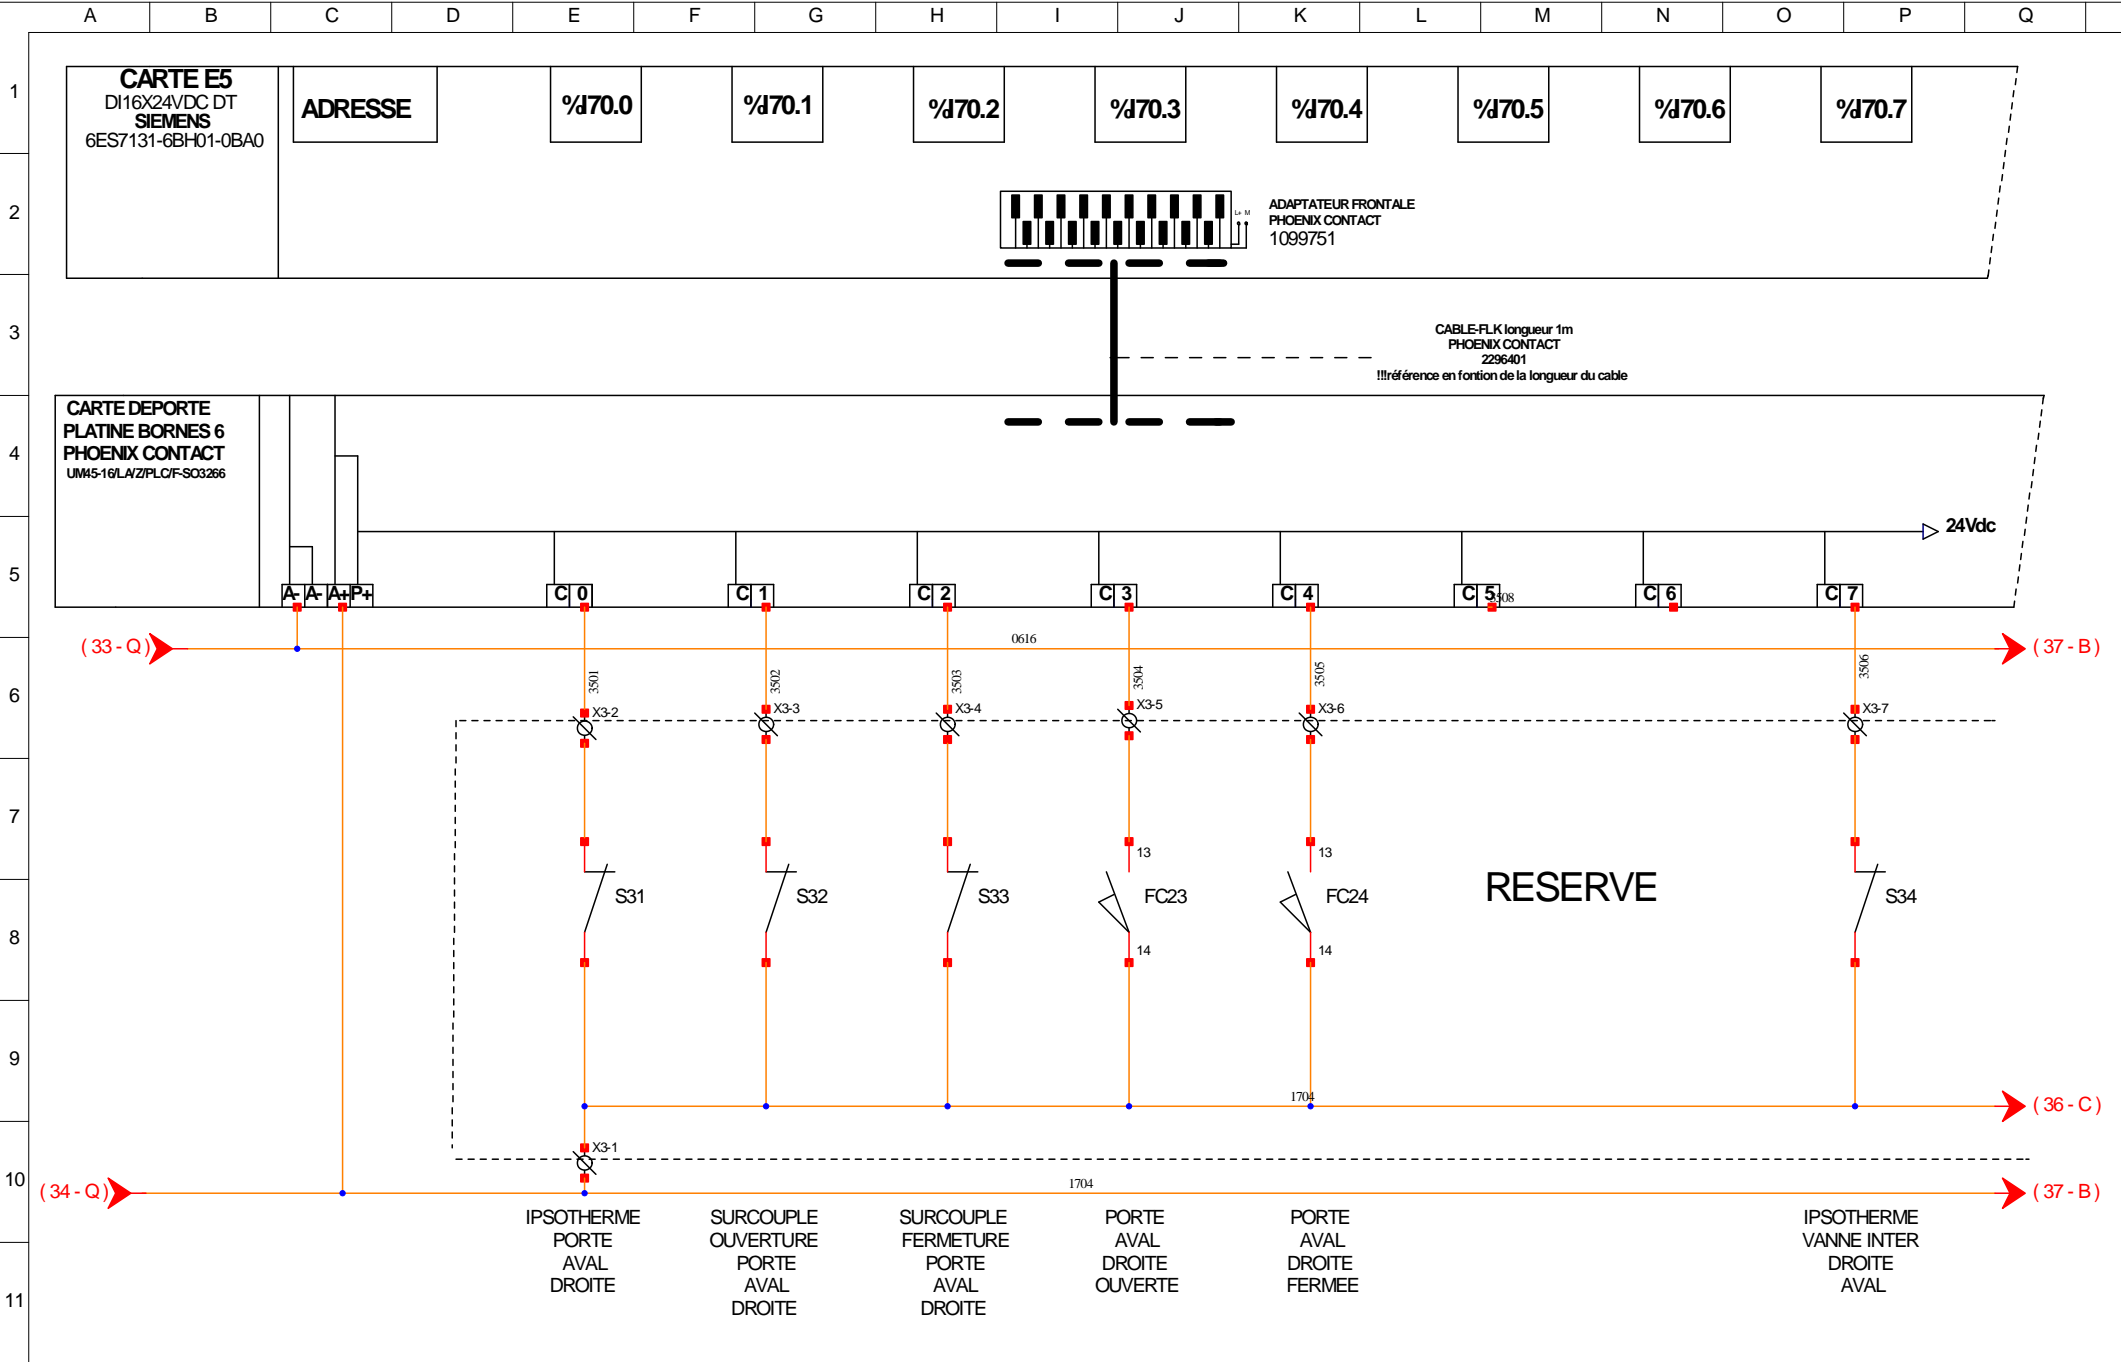 A B C D E F G H I J K L M N O P Q
1
CARTE E5
DI16X24VDC DT
SIEMENS
6ES7131-6BH01-0BA0
ADRESSE
%I70.0
%I70.1
%I70.2
%I70.3
%I70.4
%I70.5
%I70.6
%I70.7
2
L+ M
ADAPTATEUR FRONTALE
PHOENIX CONTACT
1099751
3
CABLE-FLK longueur 1m
PHOENIX CONTACT
2296401
!!!référence en fontion de la longueur du cable
4
CARTE DEPORTE
PLATINE BORNES 6
PHOENIX CONTACT
UM45-16/LA/Z/PLC/F-SO3266
24Vdc
5
A- A- A+ P+
C 0
C 1
C 2
C 3
C 4
C 5
3508
C 6
C 7
( 33 - Q )
0616
( 37 - B )
6
3501
3502
3503
3504
3505
3506
X3-2
X3-3
X3-4
X3-5
X3-6
X3-7
7
13
13
S31
S32
S33
FC23
FC24
RESERVE
S34
8
14
14
9
1704
( 36 - C )
X3-1
10
( 34 - Q )
1704
( 37 - B )
IPSOTHERME
PORTE
AVAL
DROITE
SURCOUPLE
OUVERTURE
PORTE
AVAL
DROITE
SURCOUPLE
FERMETURE
PORTE
AVAL
DROITE
PORTE
AVAL
DROITE
OUVERTE
PORTE
AVAL
DROITE
FERMEE
IPSOTHERME
VANNE INTER
DROITE
AVAL
11